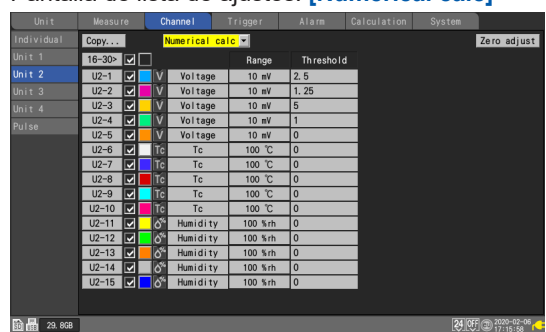 [Numerical calc]
Unit Measure Channel Trigger Alarm Calculation System
Individual Copy... Numerical calc Zero adjust
Unit 1 16-30> Range Threshold
Unit 2 U2-1 V Voltage 10 mV 2.5
U2-2 V Voltage 10 mV 1.25
Unit 3 U2-3 V Voltage 10 mV 5
Unit 4 U2-4 V Voltage 10 mV 1
Pulse U2-5 V Voltage 10 mV 0
U2-6 Tc Tc 100 ℃ 0
U2-7 Tc Tc 100 ℃ 0
U2-8 Tc Tc 100 ℃ 0
U2-9 Tc Tc 100 ℃ 0
U2-10 Tc Tc 100 ℃ 0
U2-11 % Humidity 100 %rh 0
U2-12 % Humidity 100 %rh 0
U2-13 % Humidity 100 %rh 0
U2-14 % Humidity 100 %rh 0
U2-15 % Humidity 100 %rh 0
SD 29.8GB 24 OFF 2020-02-06
17:15:58